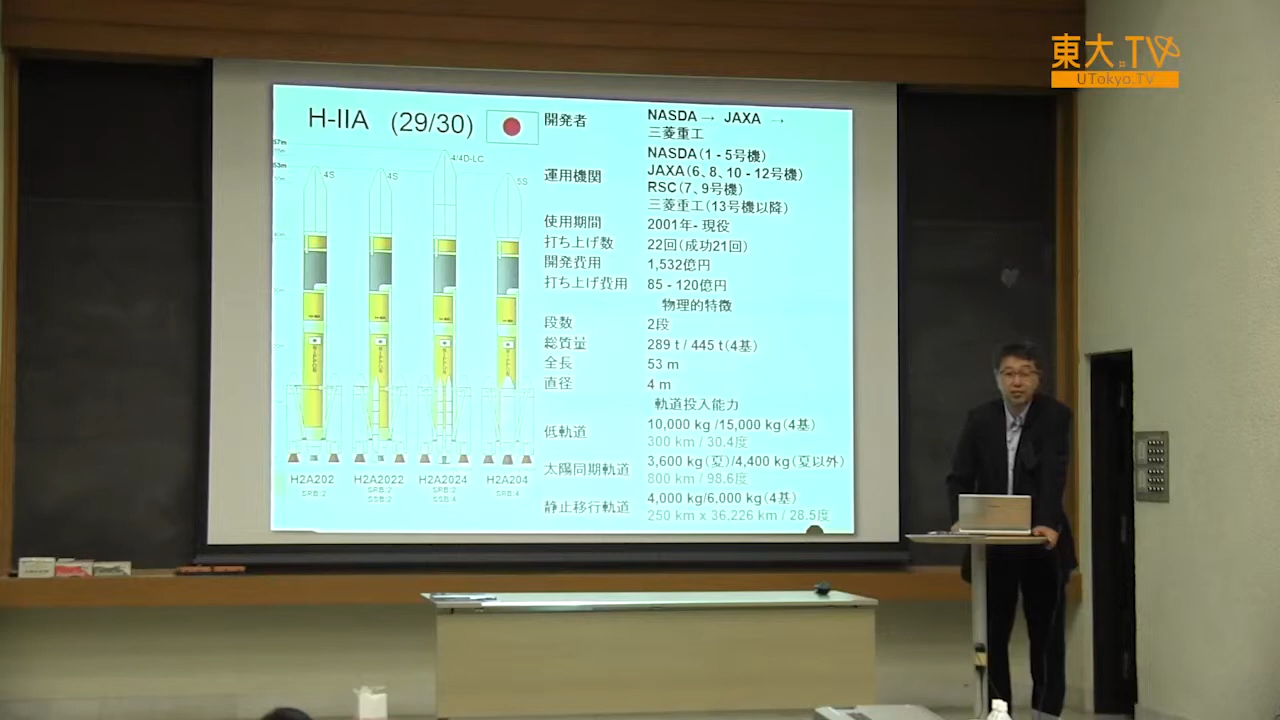 東大.TV
UTokyo.TV
H-IIA (29/30)
57m
53m
4S
4S
4/4D-LC
5S
H2A202
SRB:2
H2A2022
SRB:2
SSB:2
H2A2024
SRB:2
SSB:4
H2A204
SRB:4
開発者 NASDA → JAXA →
三菱重工
運用機関 NASDA(1 - 5号機)
JAXA(6、8、10 - 12号機)
RSC(7、9号機)
三菱重工(13号機以降)
使用期間 2001年- 現役
打ち上げ数 22回(成功21回)
開発費用 1,532億円
打ち上げ費用 85 - 120億円
物理的特徴
段数 2段
総質量 289 t / 445 t(4基)
全長 53 m
直径 4 m
軌道投入能力
低軌道 10,000 kg /15,000 kg(4基)
300 km / 30.4度
太陽同期軌道 3,600 kg(夏)/4,400 kg(夏以外)
800 km / 98.6度
静止移行軌道 4,000 kg/6,000 kg(4基)
250 km x 36,226 km / 28.5度